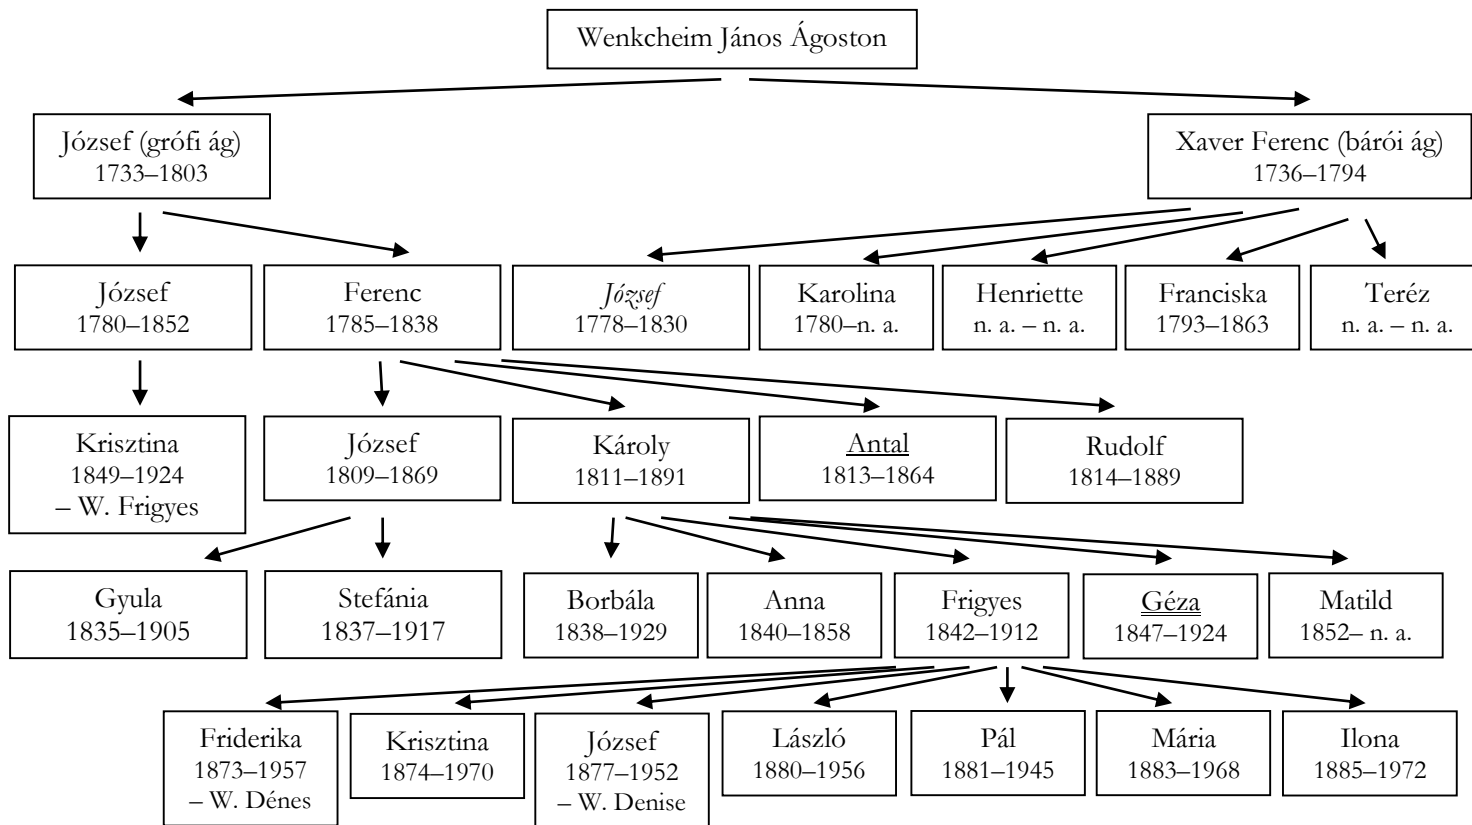 Wenkcheim János Ágoston
József (grófi ág)
1733–1803
Xaver Ferenc (bárói ág)
1736–1794
József
1780–1852
Ferenc
1785–1838
József
1778–1830
Karolina
1780–n. a.
Henriette
n. a. – n. a.
Franciska
1793–1863
Teréz
n. a. – n. a.
Krisztina
1849–1924
– W. Frigyes
József
1809–1869
Károly
1811–1891
Antal
1813–1864
Rudolf
1814–1889
Gyula
1835–1905
Stefánia
1837–1917
Borbála
1838–1929
Anna
1840–1858
Frigyes
1842–1912
Géza
1847–1924
Matild
1852– n. a.
Friderika
1873–1957
– W. Dénes
Krisztina
1874–1970
József
1877–1952
– W. Denise
László
1880–1956
Pál
1881–1945
Mária
1883–1968
Ilona
1885–1972